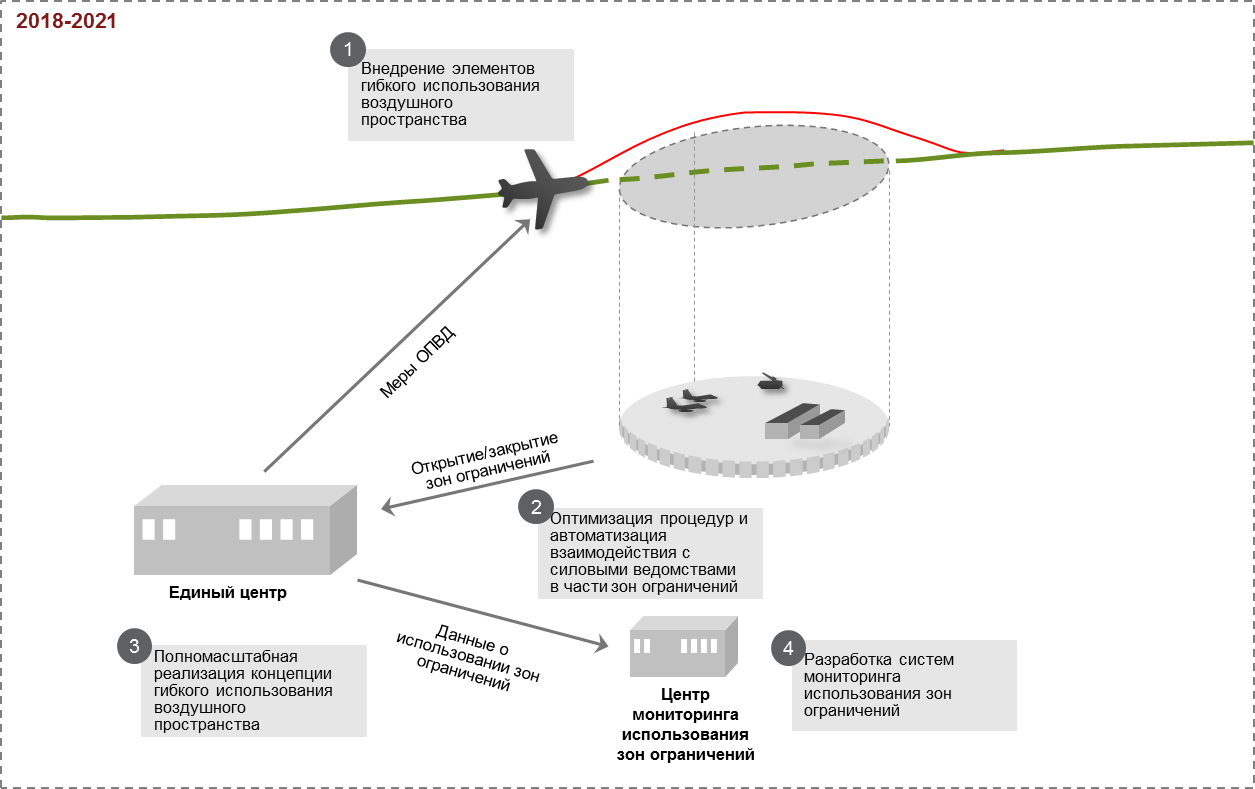 2018-2021
1
Внедрение элементов
гибкого использования
воздушного
пространства
Меры ОПВД
Открытие/закрытие
зон ограничений
2
Оптимизация процедур и
автоматизация
взаимодействия с
силовыми ведомствами
в части зон ограничений
Единый центр
Данные о
использовании зон
ограничений
3
Полномасштабная
реализация концепции
гибкого использования
воздушного
пространства
Центр
мониторинга
использования
зон ограничений
4
Разработка систем
мониторинга
использования зон
ограничений